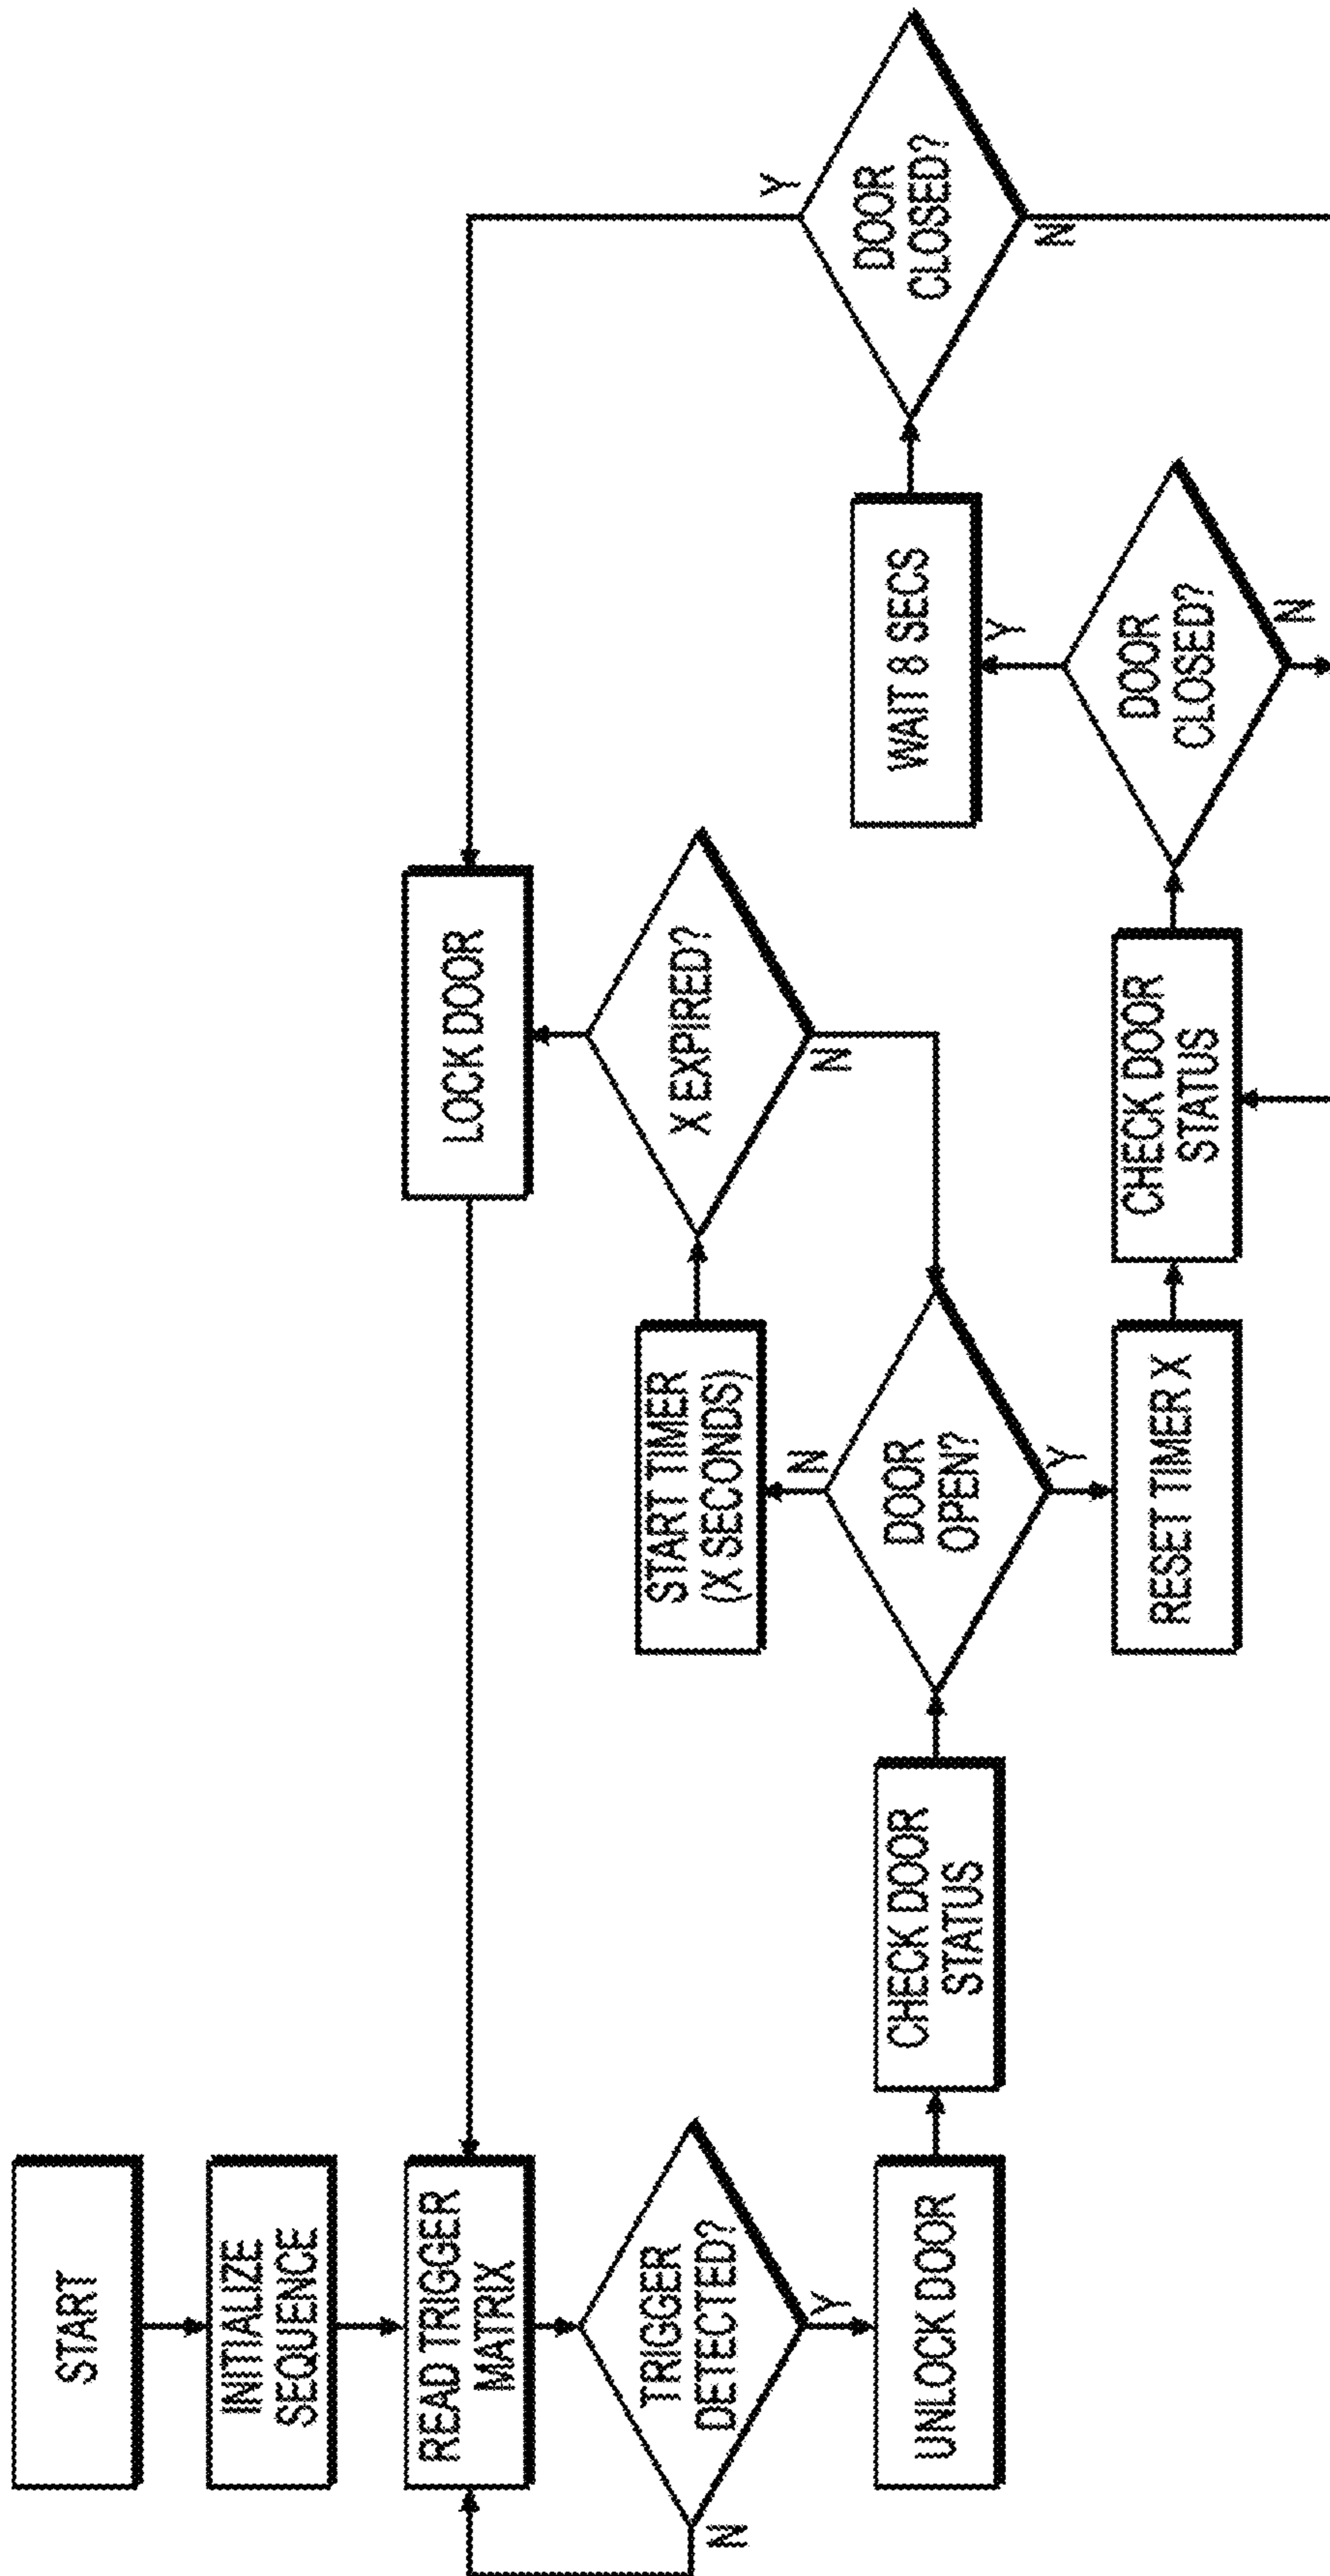 START
INITIALIZE
SEQUENCE
READ TRIGGER
MATRIX
TRIGGER
DETECTED?
N
Y
UNLOCK DOOR
CHECK DOOR
STATUS
DOOR
OPEN?
N
Y
START TIMER
(X SECONDS)
X EXPIRED?
N
LOCK DOOR
RESET TIMER X
CHECK DOOR
STATUS
DOOR
CLOSED?
Y
N
WAIT 8 SECS
DOOR
CLOSED?
Y
N